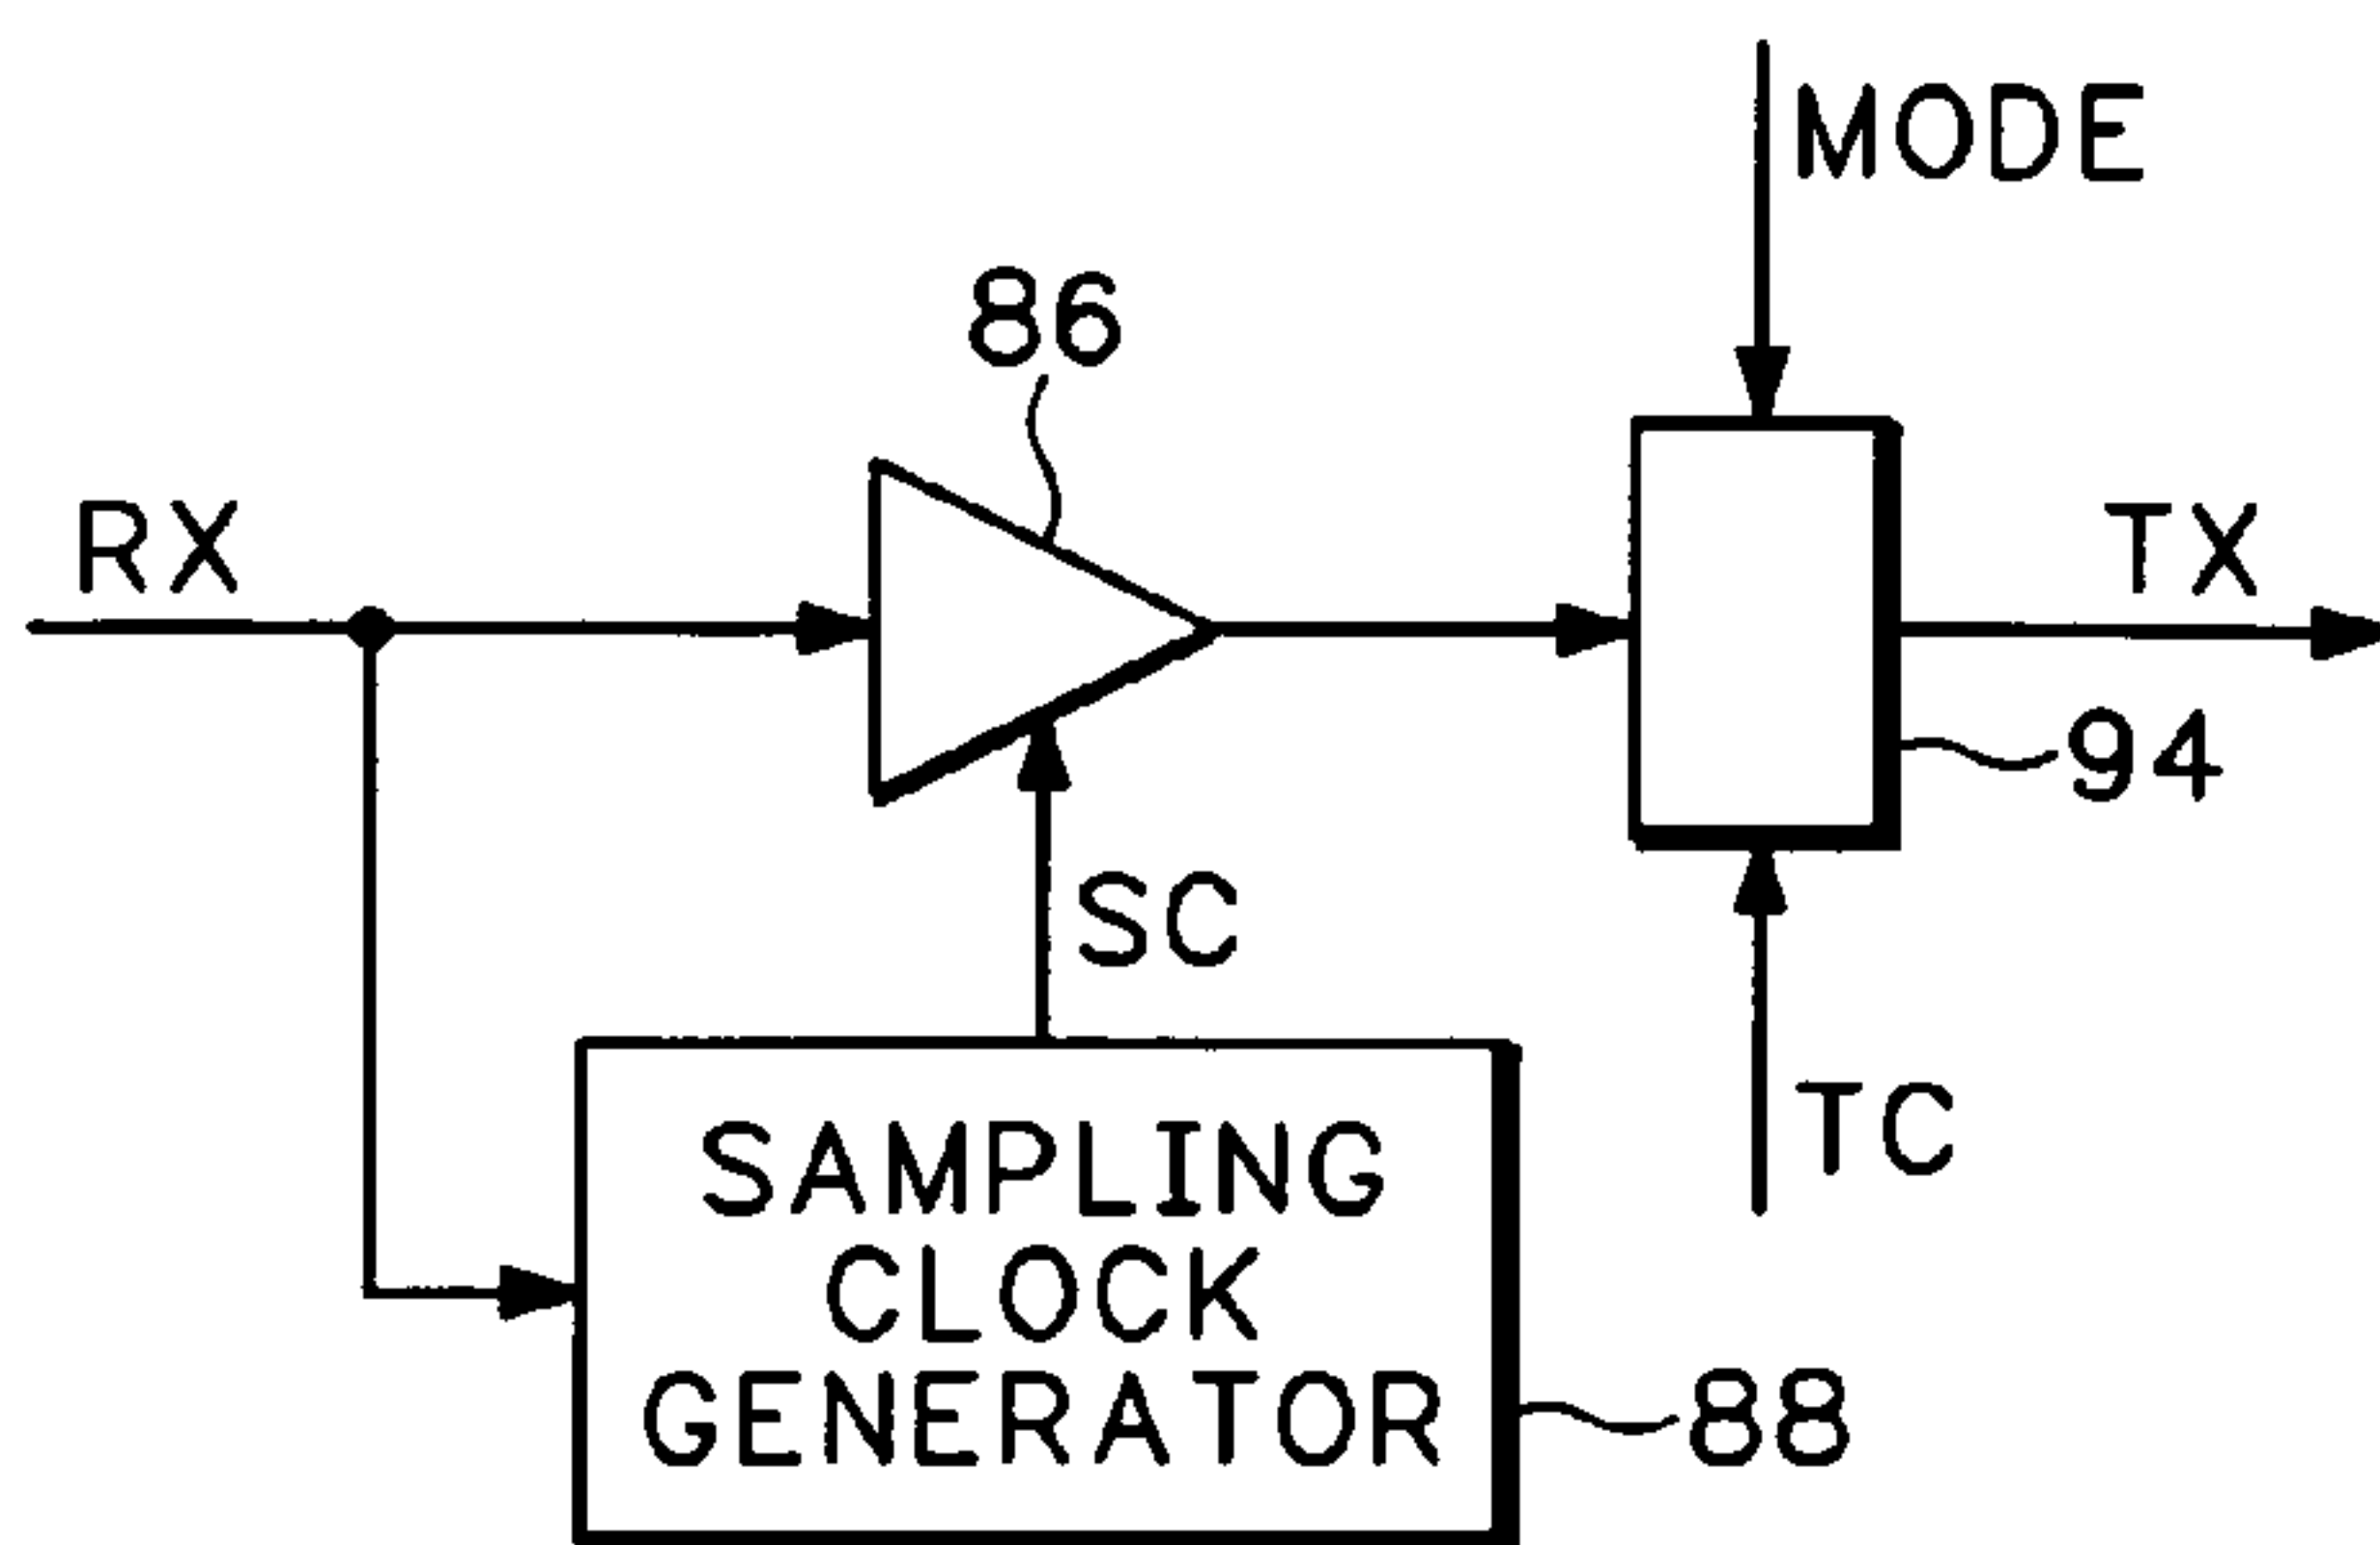 MODE
86
RX
TX
94
SC
TC
SAMPLING
CLOCK
GENERATOR
88